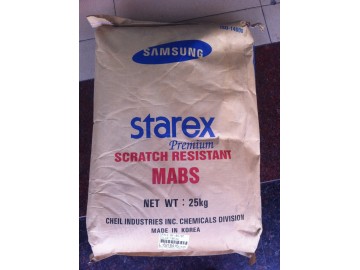 SAMSUNG
starex
Premium
SCRATCH RESISTANT
MABS
NET WT : 25kg
CHEIL INDUSTRIES INC. CHEMICALS DIVISION
MADE IN KOREA